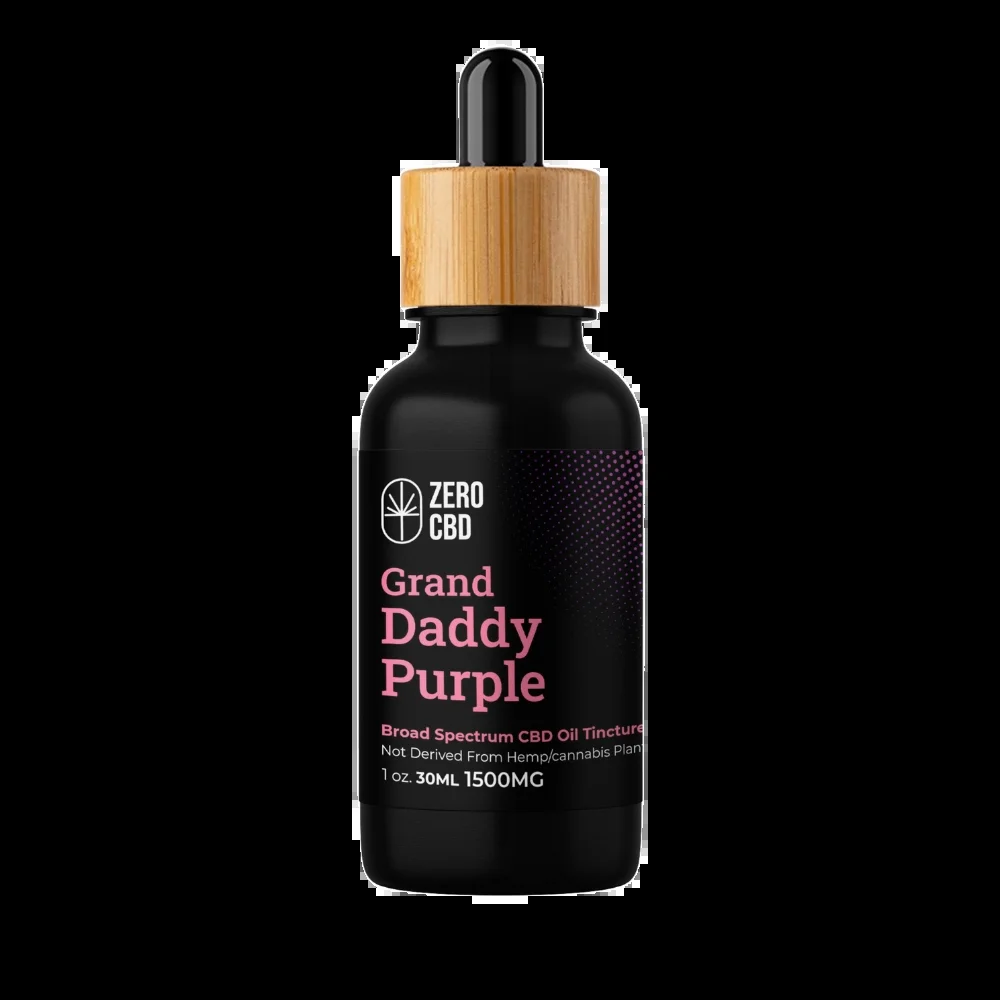 ZERO
CBD
Grand
Daddy
Purple
Broad Spectrum CBD Oil Tincture
Not Derived From Hemp/cannabis Plan
1 oz. 30ML 1500MG